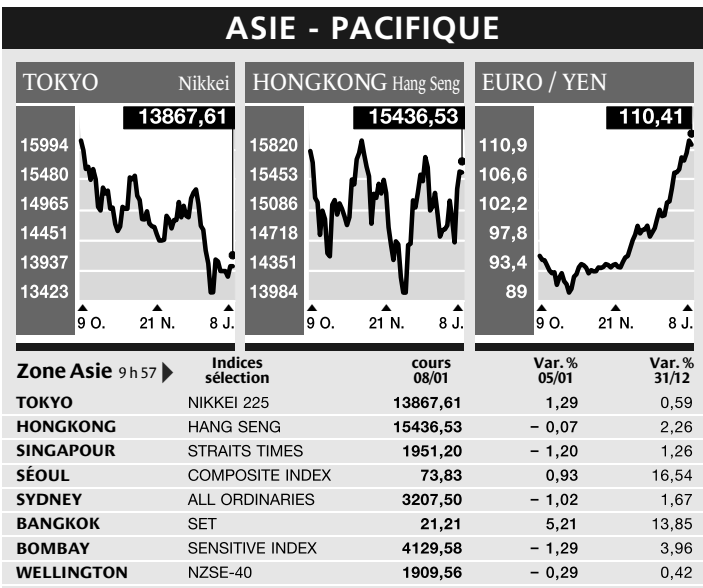 ASIE - PACIFIQUE
TOKYO Nikkei
13867,61
15994
15480
14965
14451
13937
13423
9 O. 21 N. 8 J.
HONGKONG Hang Seng
15436,53
15820
15453
15086
14718
14351
13984
9 O. 21 N. 8 J.
EURO / YEN
110,41
110,9
106,6
102,2
97,8
93,4
89
9 O. 21 N. 8 J.
Zone Asie 9 h 57 Indices sélection cours 08/01 Var. % 05/01 Var. % 31/12
TOKYO NIKKEI 225 13867,61 1,29 0,59
HONGKONG HANG SENG 15436,53 – 0,07 2,26
SINGAPOUR STRAITS TIMES 1951,20 – 1,20 1,26
SÉOUL COMPOSITE INDEX 73,83 0,93 16,54
SYDNEY ALL ORDINARIES 3207,50 – 1,02 1,67
BANGKOK SET 21,21 5,21 13,85
BOMBAY SENSITIVE INDEX 4129,58 – 1,29 3,96
WELLINGTON NZSE-40 1909,56 – 0,29 0,42